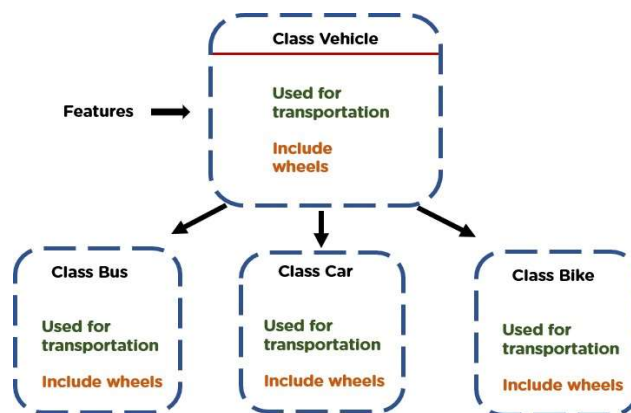 Class Vehicle
Features
Used for
transportation
Include
wheels
Class Bus
Used for
transportation
Include wheels
Class Car
Used for
transportation
Include wheels
Class Bike
Used for
transportation
Include wheels